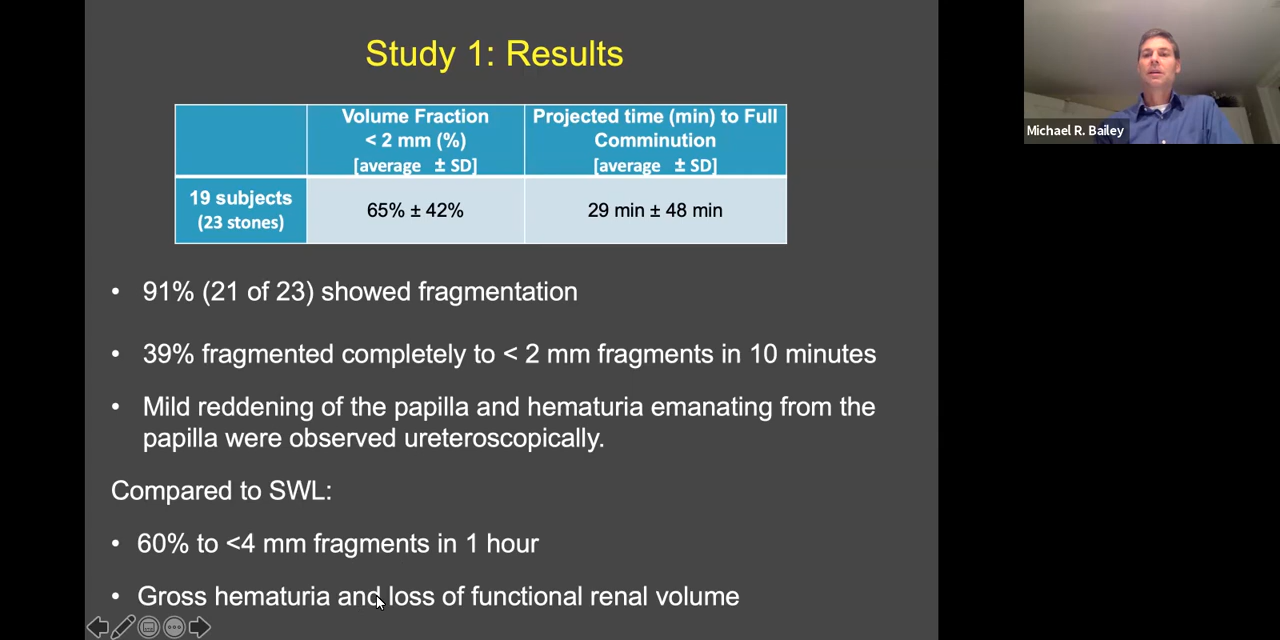 Study 1: Results
Volume Fraction
< 2 mm (%)
[average ± SD]
Projected time (min) to Full
Comminution
[average ± SD]
19 subjects
(23 stones)
65% ± 42%
29 min ± 48 min
• 91% (21 of 23) showed fragmentation
• 39% fragmented completely to < 2 mm fragments in 10 minutes
• Mild reddening of the papilla and hematuria emanating from the
papilla were observed ureteroscopically.
Compared to SWL:
• 60% to <4 mm fragments in 1 hour
• Gross hematuria and loss of functional renal volume
Michael R. Bailey